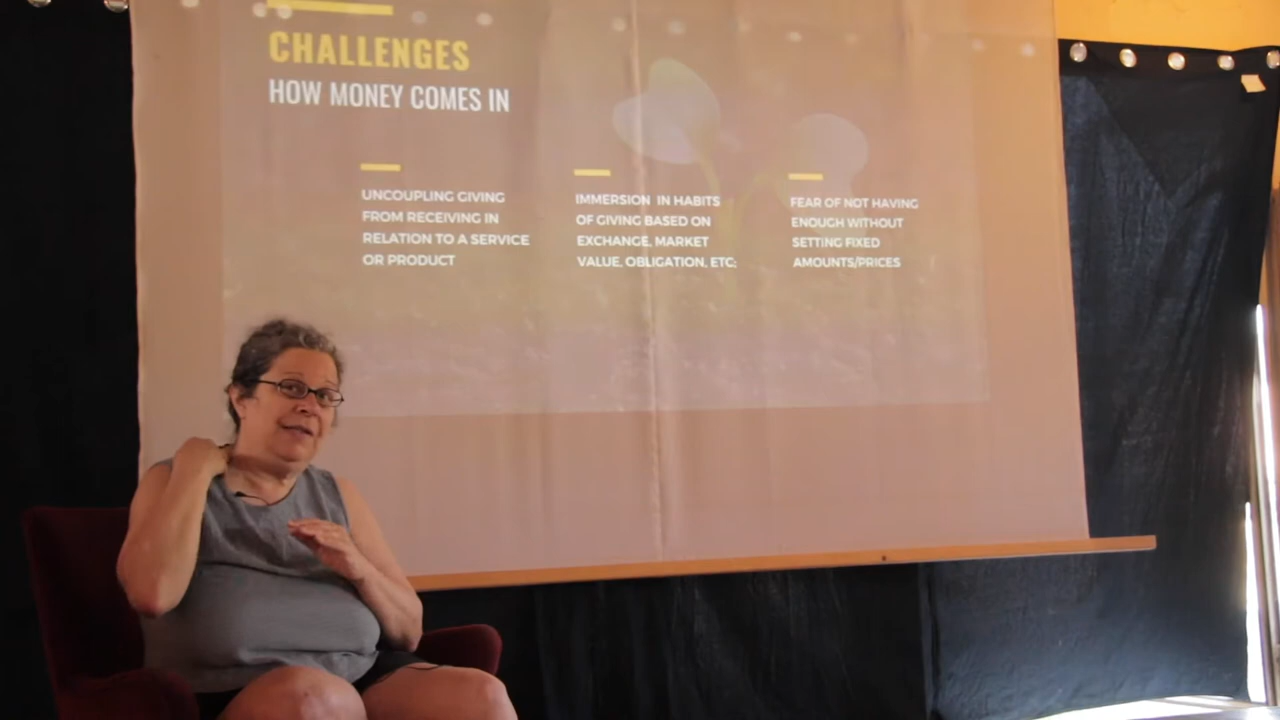 CHALLENGES
HOW MONEY COMES IN
UNCOUPLING GIVING
FROM RECEIVING IN
RELATION TO A SERVICE
OR PRODUCT
IMMERSION IN HABITS
OF GIVING BASED ON
EXCHANGE, MARKET
VALUE, OBLIGATION, ETC;
FEAR OF NOT HAVING
ENOUGH WITHOUT
SETTING FIXED
AMOUNTS/PRICES